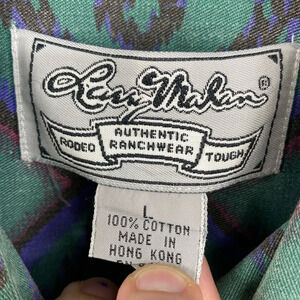 Larry Mahan ®
AUTHENTIC
RODEO RANCHWEAR TOUGH
L
100% COTTON
MADE IN
HONG KONG